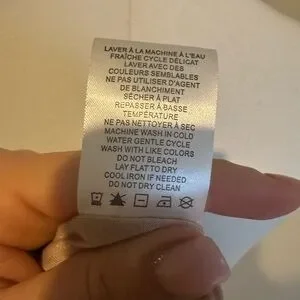 LAVER À LA MACHINE À L'EAU
FRAÎCHE CYCLE DÉLICAT
LAVER AVEC DES
COULEURS SEMBLABLES
NE PAS UTILISER D'AGENT
DE BLANCHIMENT
SÉCHER À PLAT
REPASSER À BASSE
TEMPÉRATURE
NE PAS NETTOYER À SEC
MACHINE WASH IN COLD
WATER GENTLE CYCLE
WASH WITH LIKE COLORS
DO NOT BLEACH
LAY FLAT TO DRY
COOL IRON IF NEEDED
DO NOT DRY CLEAN